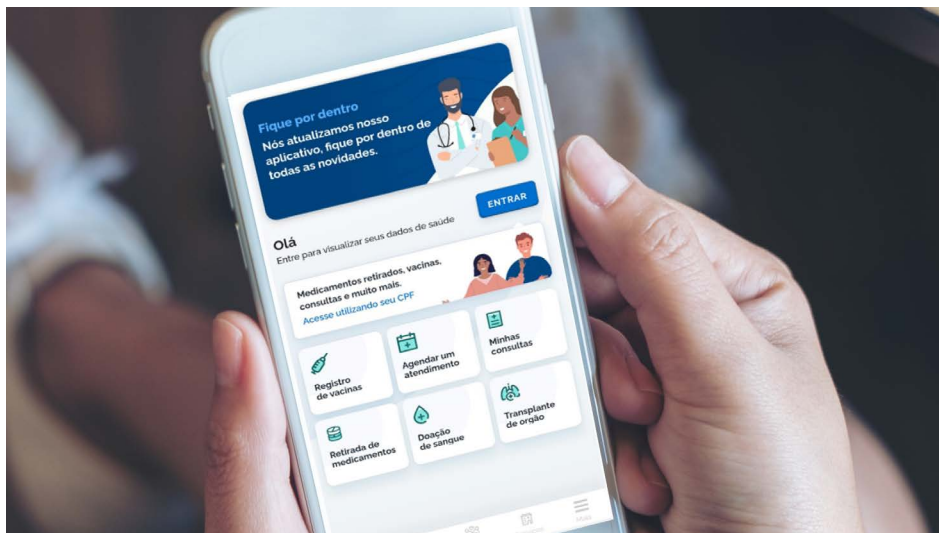 Fique por dentro
Nós atualizamos nosso
aplicativo, fique por dentro de
todas as novidades.
Olá
Entre para visualizar seus dados de saúde
ENTRAR
Medicamentos retirados, vacinas,
consultas e muito mais.
Acesse utilizando seu CPF
Registro
de vacinas
Agendar um
atendimento
Minhas
consultas
Retirada de
medicamentos
Doação
de sangue
Transplante
de orgão